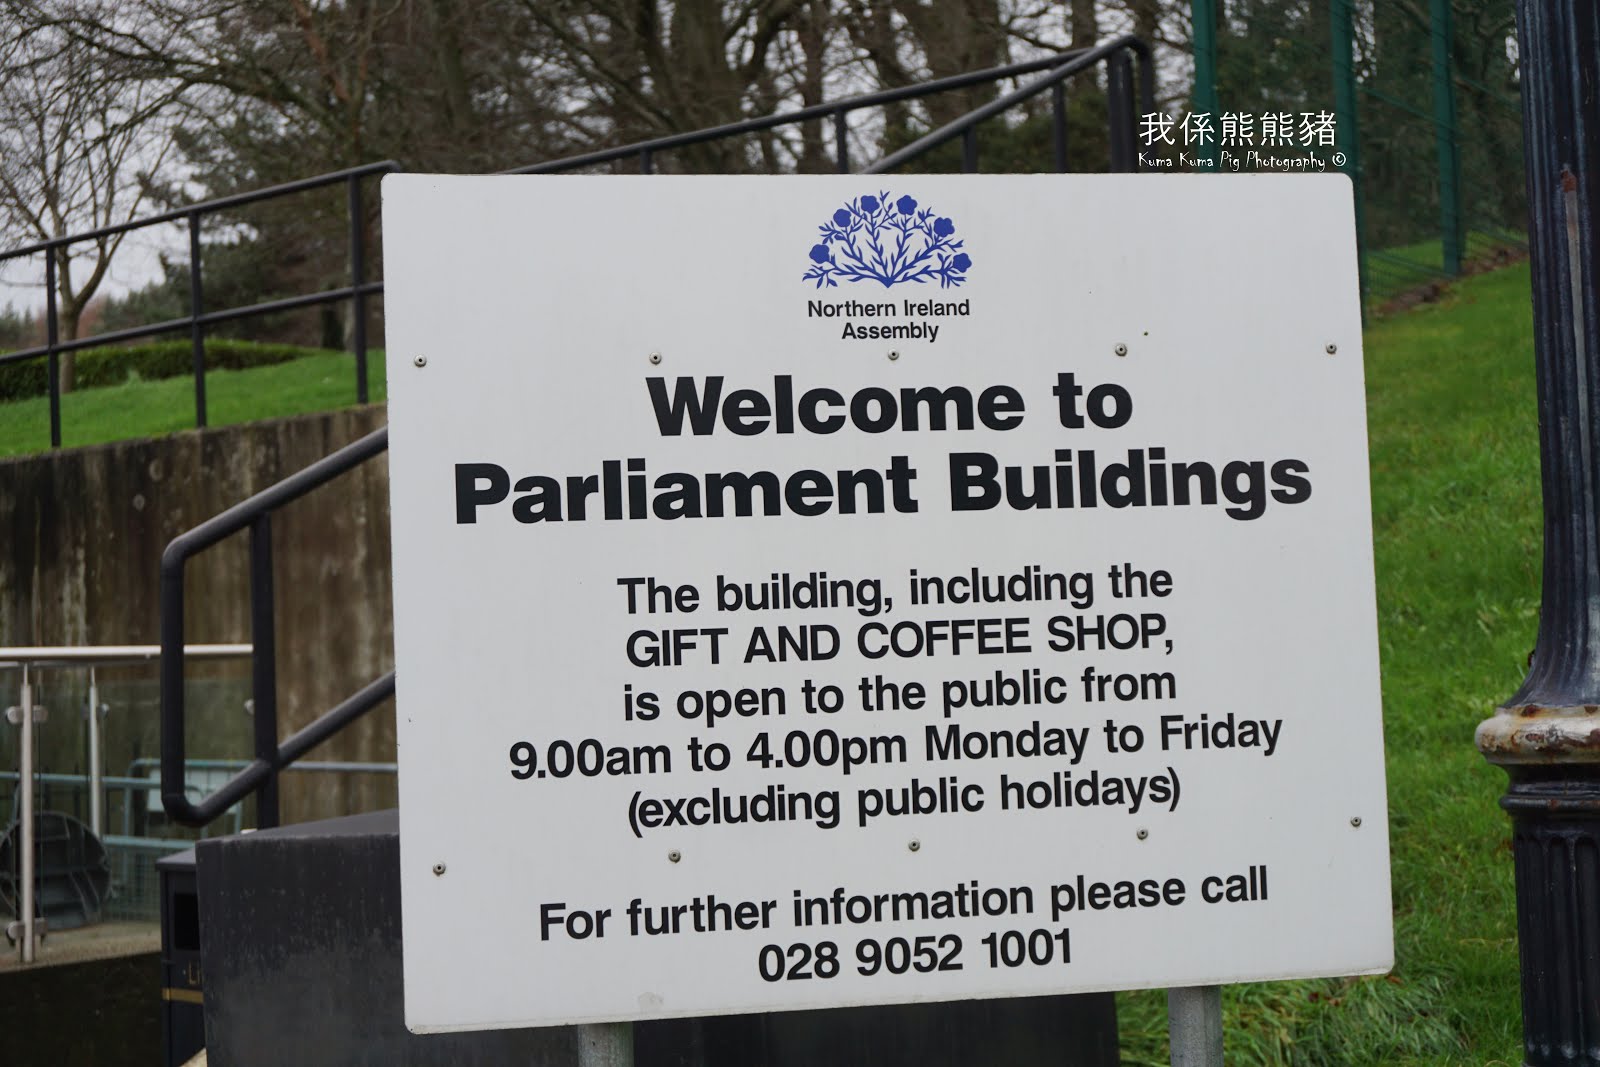 我係熊熊豬
Kuma Kuma Pig Photography ©
Northern Ireland
Assembly
Welcome to
Parliament Buildings
The building, including the
GIFT AND COFFEE SHOP,
is open to the public from
9.00am to 4.00pm Monday to Friday
(excluding public holidays)
For further information please call
028 9052 1001